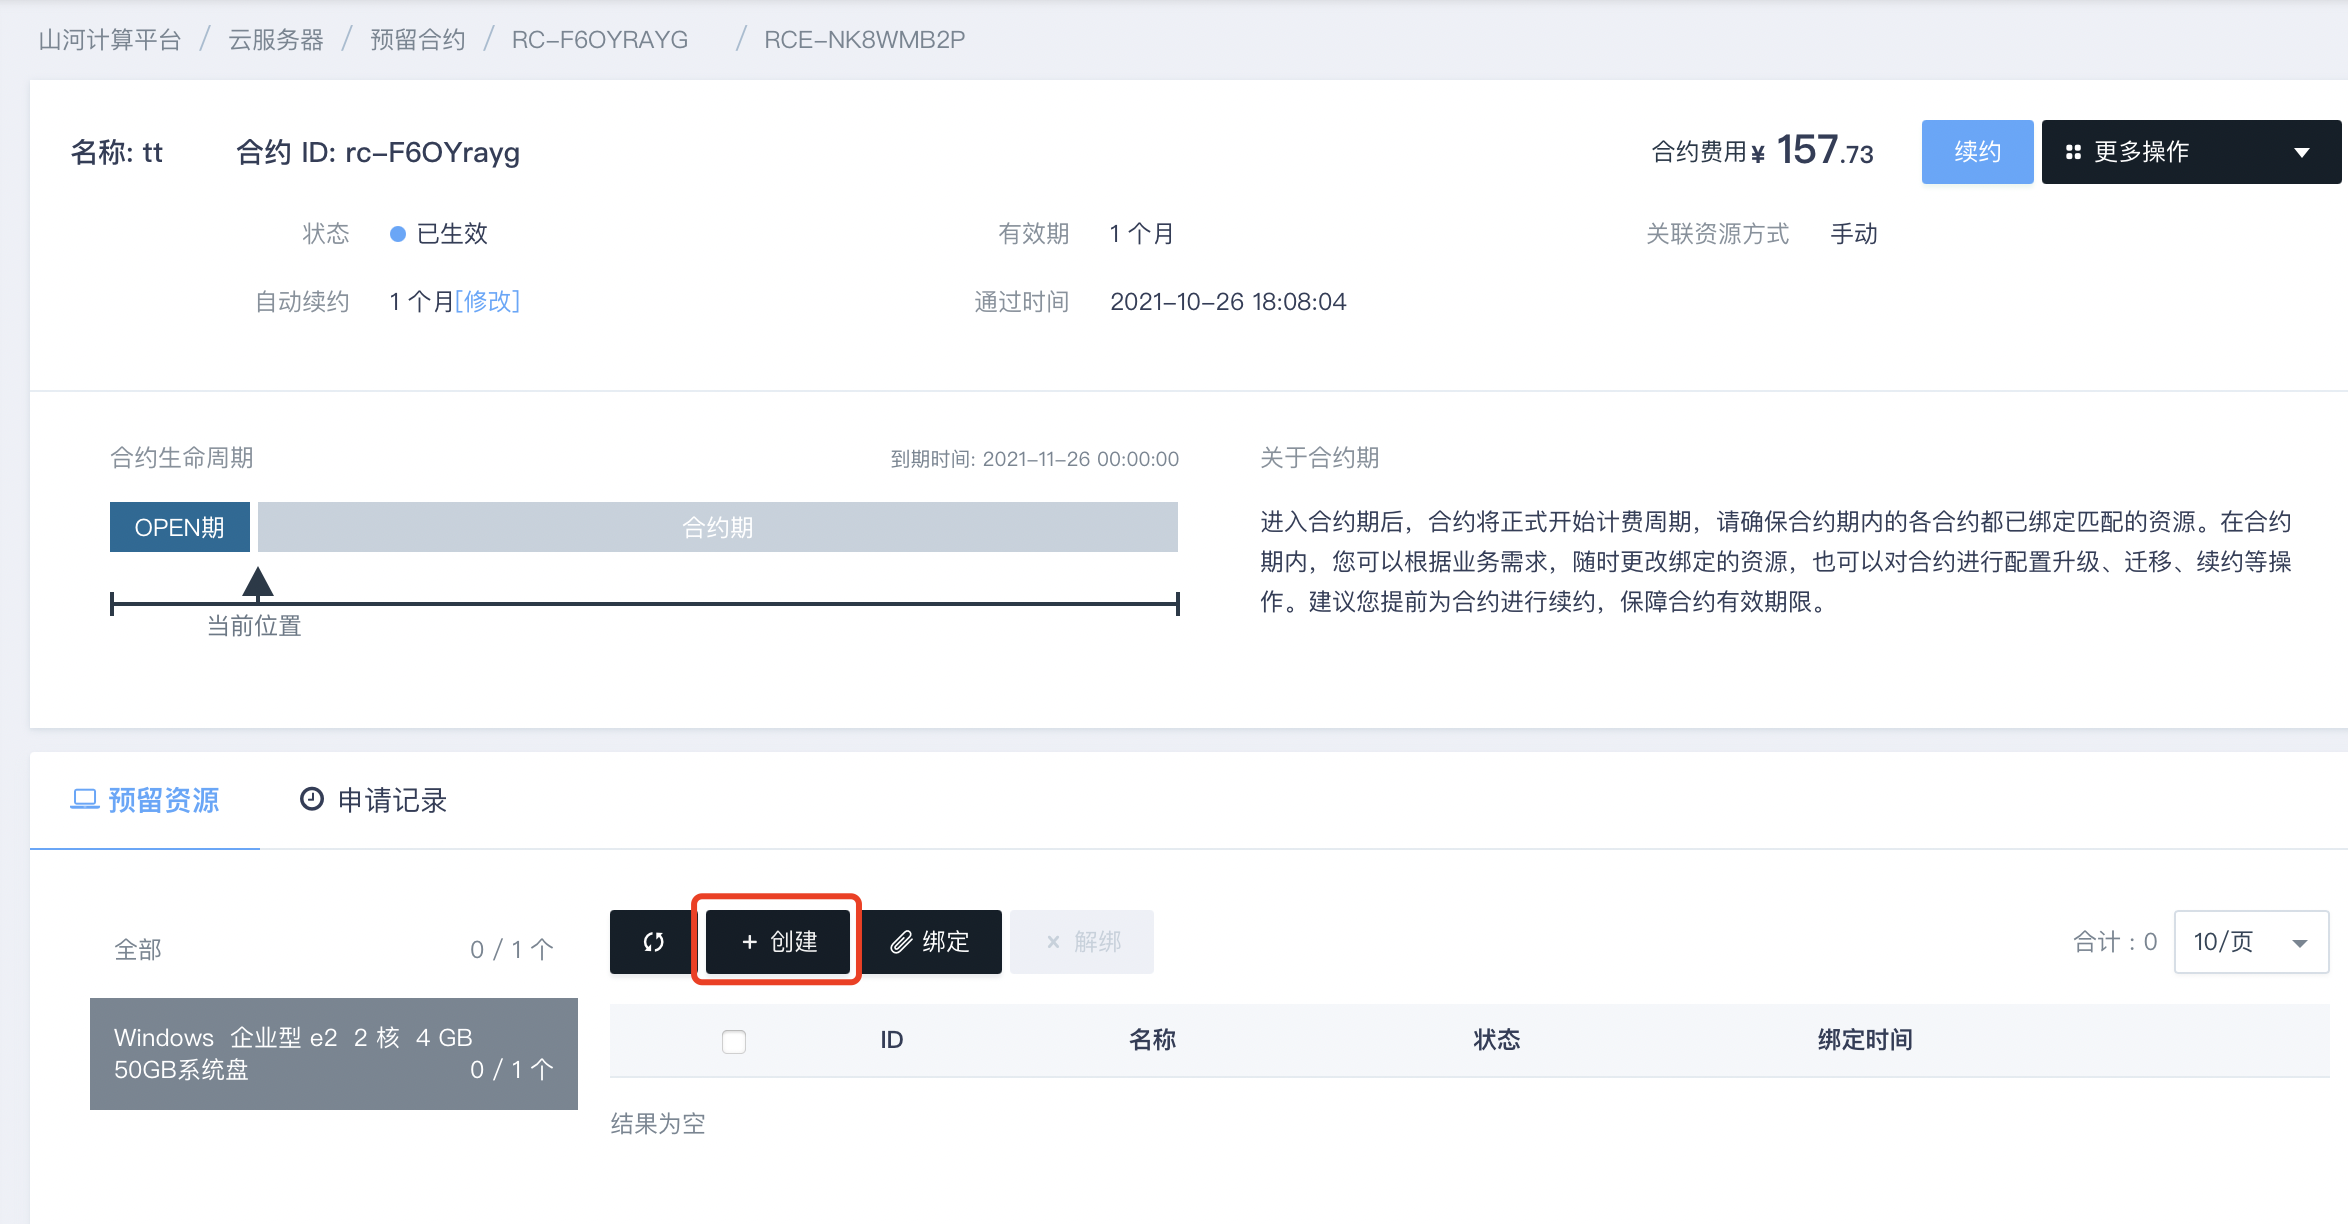 山河计算平台 / 云服务器 / 预留合约 / RC-F6OYRAYG / RCE-NK8WMB2P
名称: tt 合约 ID: rc-F6OYrayg 合约费用¥ 157.73 续约 更多操作
状态 已生效 有效期 1 个月 关联资源方式 手动
自动续约 1 个月[修改] 通过时间 2021-10-26 18:08:04
合约生命周期 到期时间: 2021-11-26 00:00:00 关于合约期
OPEN期 合约期
当前位置
进入合约期后，合约将正式开始计费周期，请确保合约期内的各合约都已绑定匹配的资源。在合约
期内，您可以根据业务需求，随时更改绑定的资源，也可以对合约进行配置升级、迁移、续约等操
作。建议您提前为合约进行续约，保障合约有效期限。
预留资源 申请记录
全部 0 / 1 个
Windows 企业型 e2 2 核 4 GB
50GB系统盘 0 / 1 个
+ 创建 绑定 × 解绑 合计 : 0 10/页
ID 名称 状态 绑定时间
结果为空